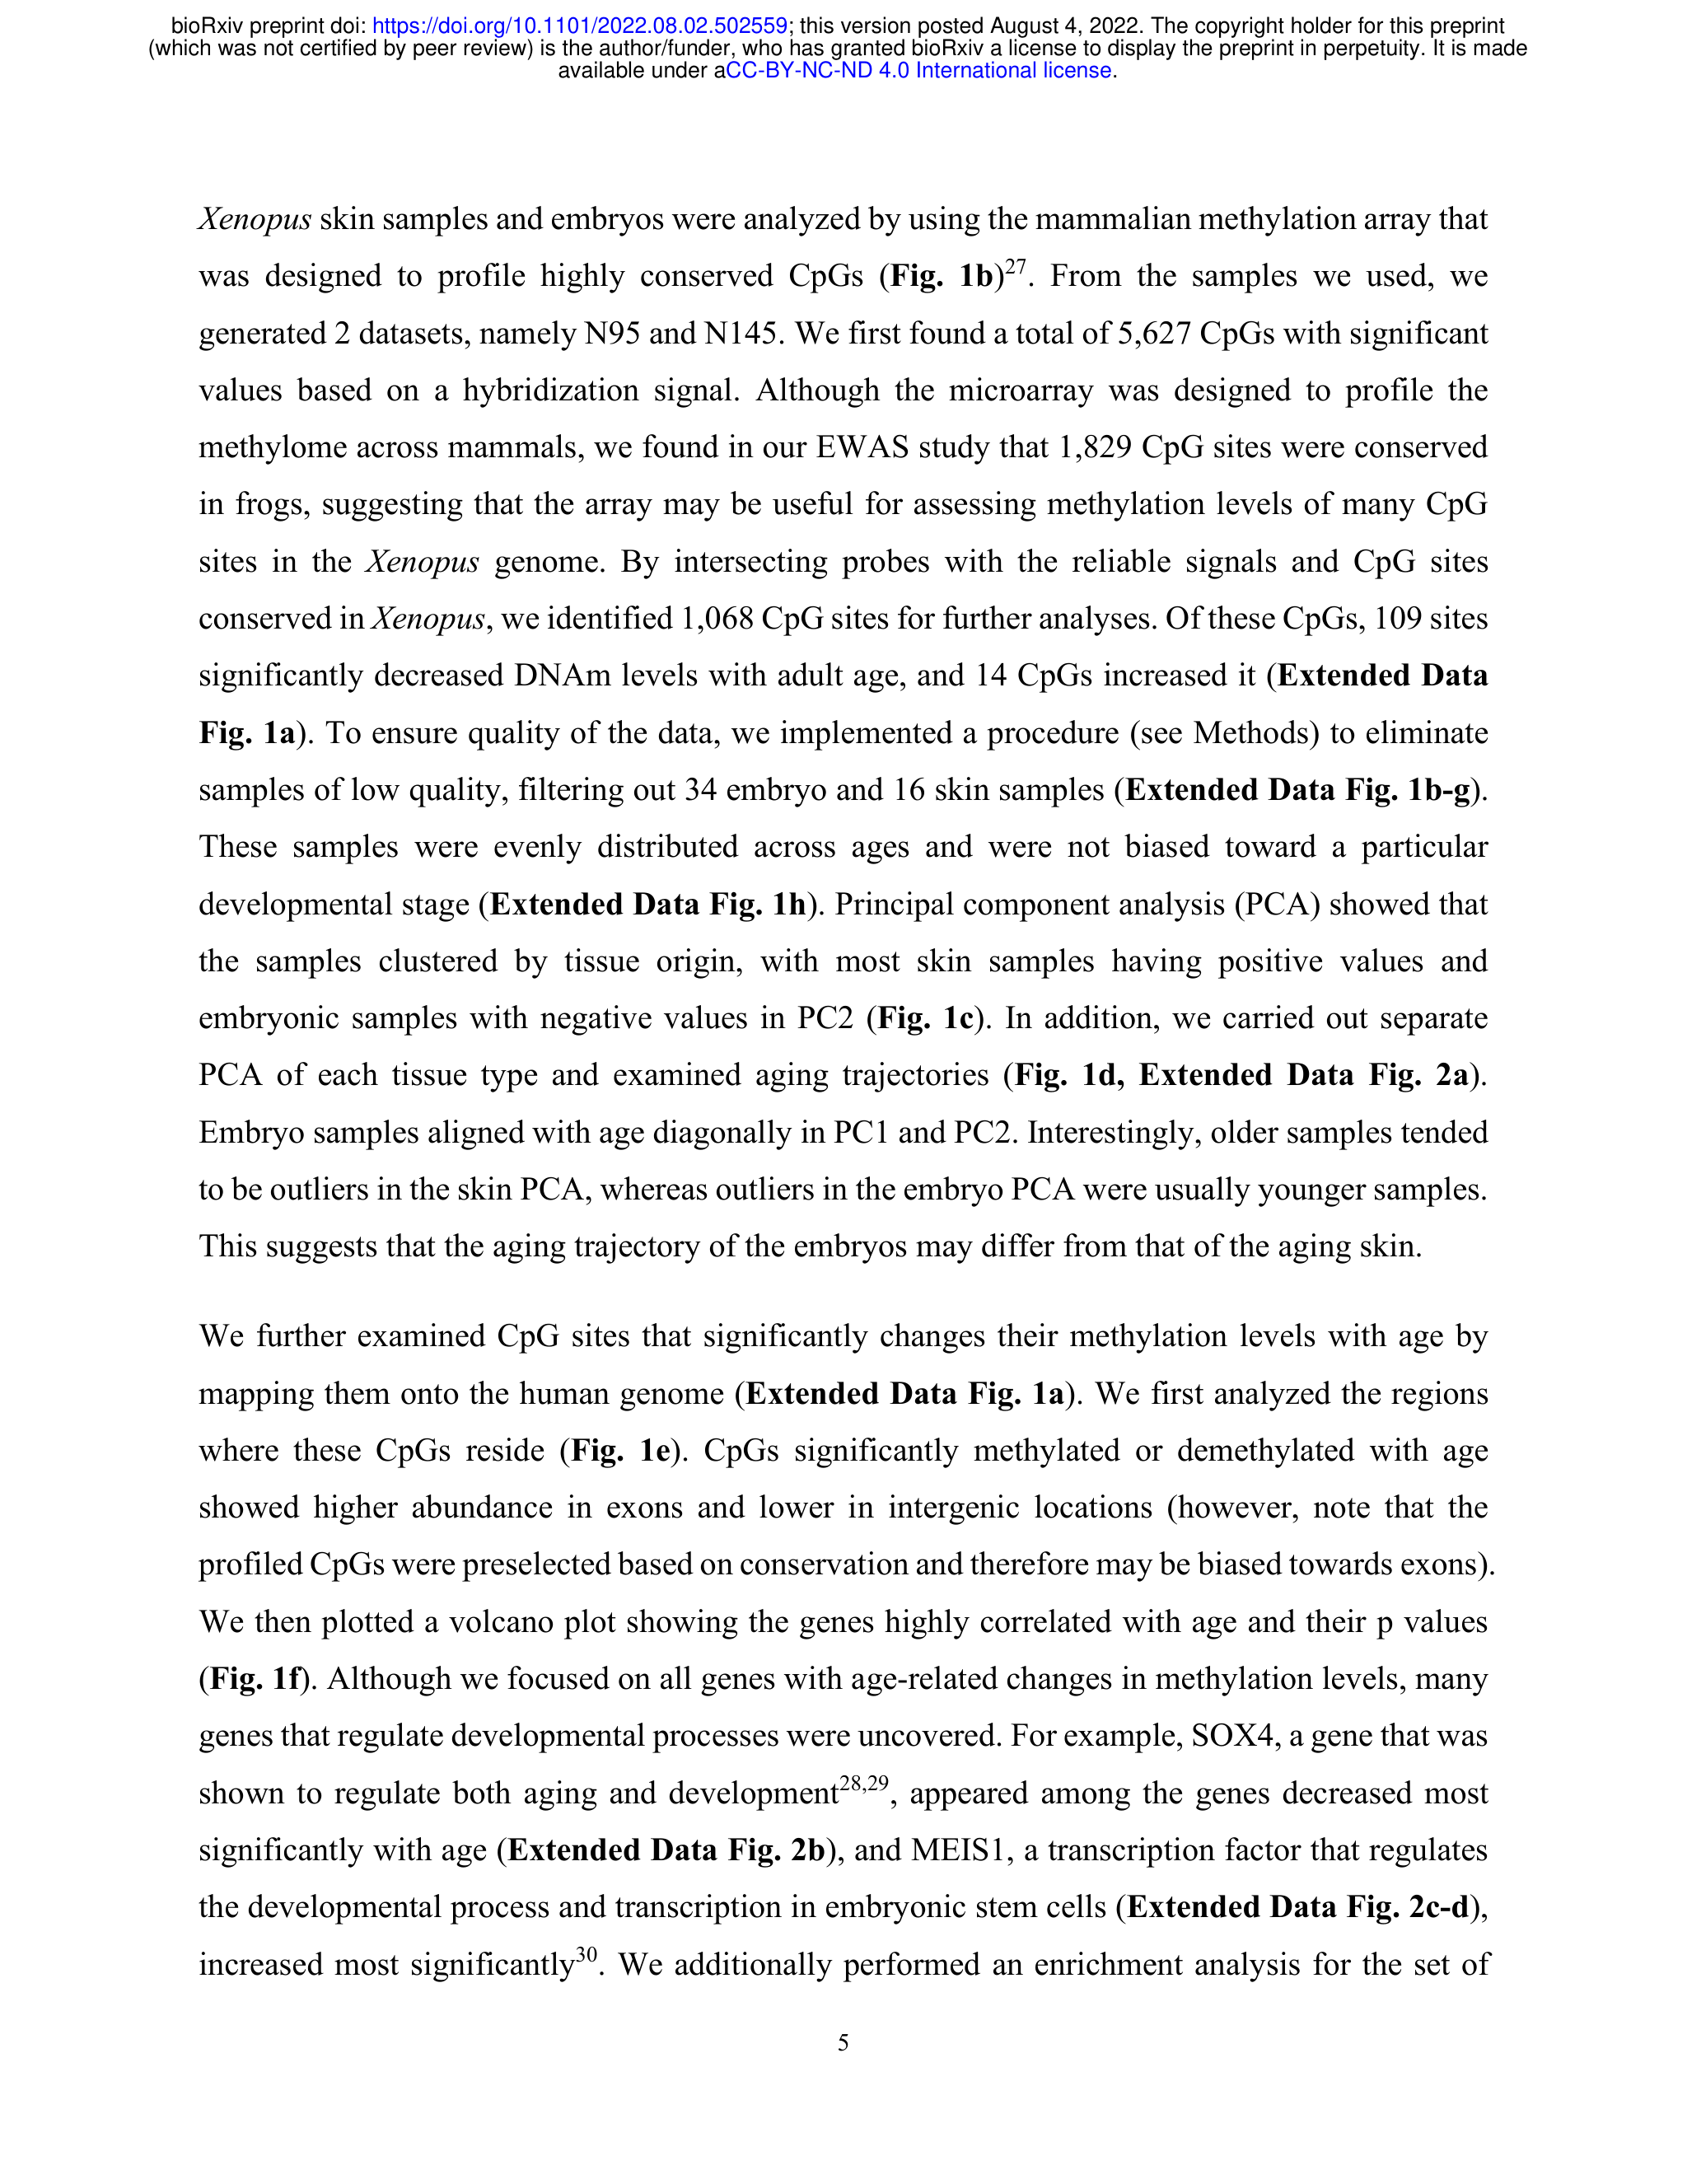 bioRxiv preprint doi: https://doi.org/10.1101/2022.08.02.502559; this version posted August 4, 2022. The copyright holder for this preprint
(which was not certified by peer review) is the author/funder, who has granted bioRxiv a license to display the preprint in perpetuity. It is made
available under aCC-BY-NC-ND 4.0 International license.
Xenopus skin samples and embryos were analyzed by using the mammalian methylation array that
was designed to profile highly conserved CpGs (Fig. 1b)27. From the samples we used, we
generated 2 datasets, namely N95 and N145. We first found a total of 5,627 CpGs with significant
values based on a hybridization signal. Although the microarray was designed to profile the
methylome across mammals, we found in our EWAS study that 1,829 CpG sites were conserved
in frogs, suggesting that the array may be useful for assessing methylation levels of many CpG
sites in the Xenopus genome. By intersecting probes with the reliable signals and CpG sites
conserved in Xenopus, we identified 1,068 CpG sites for further analyses. Of these CpGs, 109 sites
significantly decreased DNAm levels with adult age, and 14 CpGs increased it (Extended Data
Fig. 1a). To ensure quality of the data, we implemented a procedure (see Methods) to eliminate
samples of low quality, filtering out 34 embryo and 16 skin samples (Extended Data Fig. 1b-g).
These samples were evenly distributed across ages and were not biased toward a particular
developmental stage (Extended Data Fig. 1h). Principal component analysis (PCA) showed that
the samples clustered by tissue origin, with most skin samples having positive values and
embryonic samples with negative values in PC2 (Fig. 1c). In addition, we carried out separate
PCA of each tissue type and examined aging trajectories (Fig. 1d, Extended Data Fig. 2a).
Embryo samples aligned with age diagonally in PC1 and PC2. Interestingly, older samples tended
to be outliers in the skin PCA, whereas outliers in the embryo PCA were usually younger samples.
This suggests that the aging trajectory of the embryos may differ from that of the aging skin.
We further examined CpG sites that significantly changes their methylation levels with age by
mapping them onto the human genome (Extended Data Fig. 1a). We first analyzed the regions
where these CpGs reside (Fig. 1e). CpGs significantly methylated or demethylated with age
showed higher abundance in exons and lower in intergenic locations (however, note that the
profiled CpGs were preselected based on conservation and therefore may be biased towards exons).
We then plotted a volcano plot showing the genes highly correlated with age and their p values
(Fig. 1f). Although we focused on all genes with age-related changes in methylation levels, many
genes that regulate developmental processes were uncovered. For example, SOX4, a gene that was
shown to regulate both aging and development28,29, appeared among the genes decreased most
significantly with age (Extended Data Fig. 2b), and MEIS1, a transcription factor that regulates
the developmental process and transcription in embryonic stem cells (Extended Data Fig. 2c-d),
increased most significantly30. We additionally performed an enrichment analysis for the set of
5